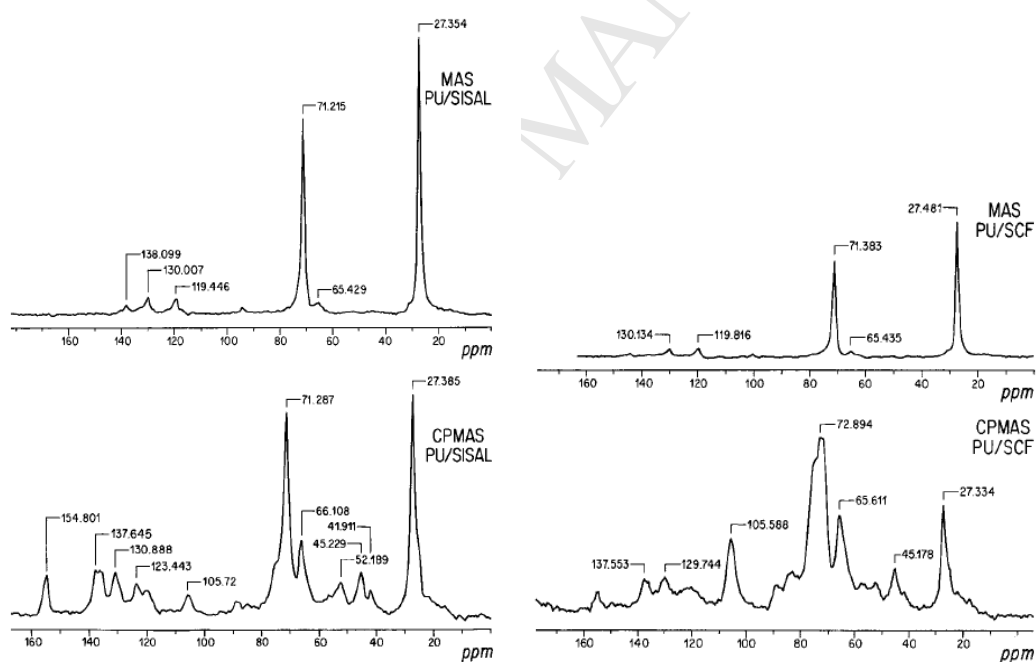 MAN
27.354
MAS
PU/SISAL
71.215
138.099
130.007
119.446
65.429
160 140 120 100 80 60 40 20
ppm
27.481
MAS
PU/SCF
71.383
130.134
119.816
65.435
160 140 120 100 80 60 40 20
ppm
27.385
71.287
CPMAS
PU/SISAL
154.801
137.645
130.888
123.443
105.72
66.108
41.911
45.229
52.189
160 140 120 100 80 60 40 20
ppm
72.894
CPMAS
PU/SCF
105.588
65.611
27.334
137.553
129.744
45.178
160 140 120 100 80 60 40 20
ppm